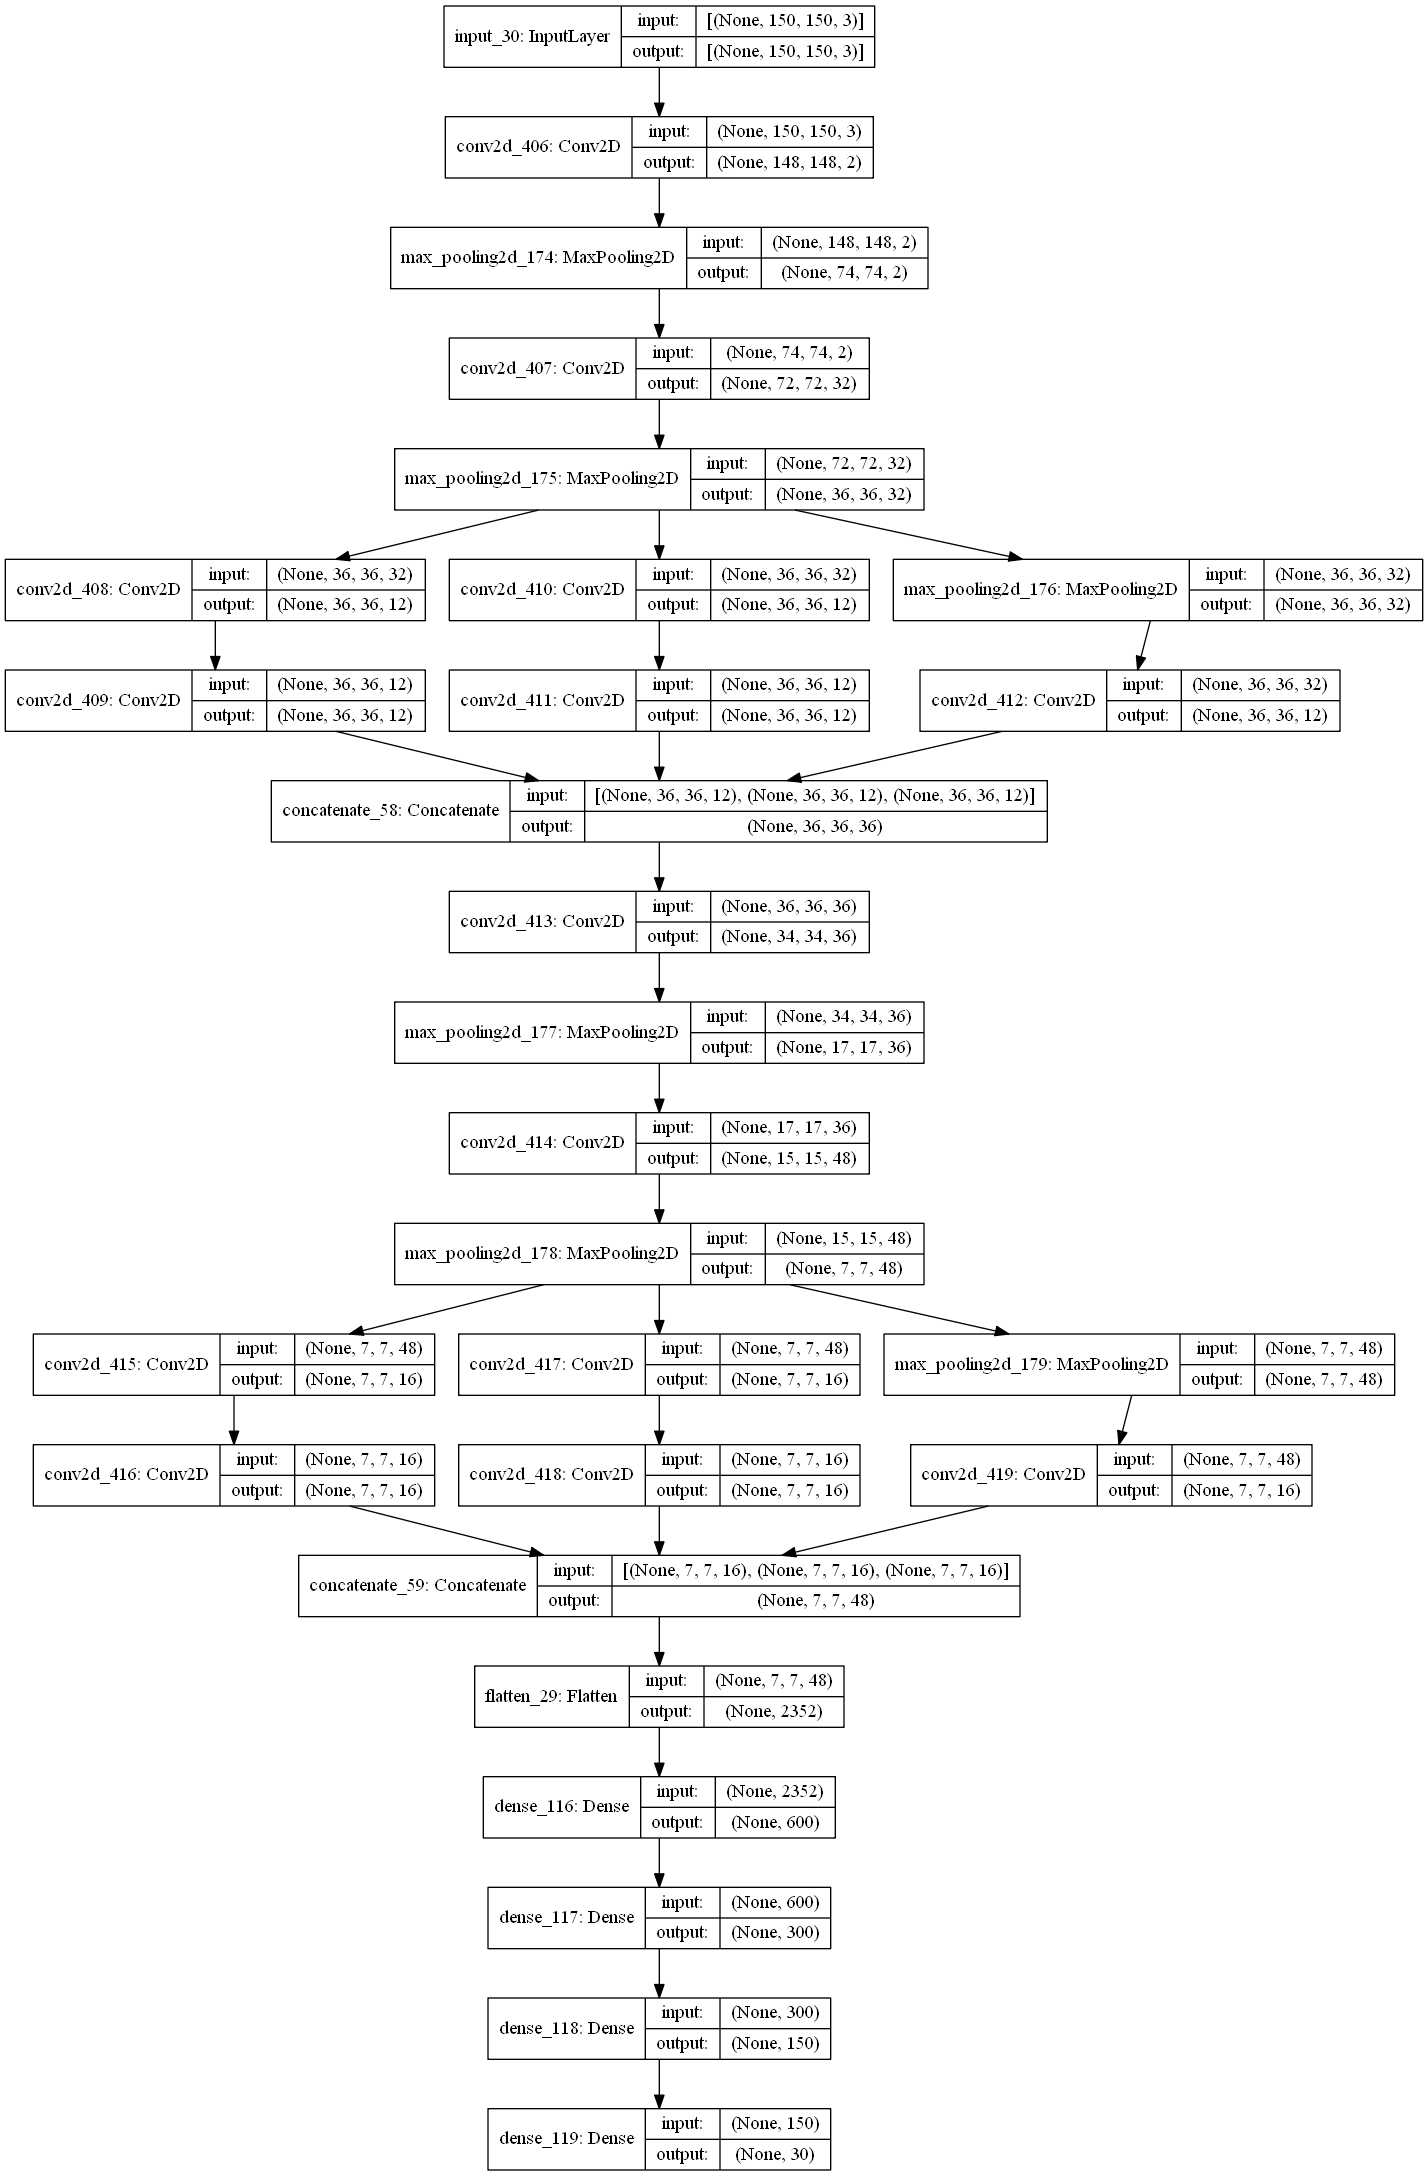 input_30: InputLayer
input: [(None, 150, 150, 3)]
output: [(None, 150, 150, 3)]
conv2d_406: Conv2D
input: (None, 150, 150, 3)
output: (None, 148, 148, 2)
max_pooling2d_174: MaxPooling2D
input: (None, 148, 148, 2)
output: (None, 74, 74, 2)
conv2d_407: Conv2D
input: (None, 74, 74, 2)
output: (None, 72, 72, 32)
max_pooling2d_175: MaxPooling2D
input: (None, 72, 72, 32)
output: (None, 36, 36, 32)
conv2d_408: Conv2D
input: (None, 36, 36, 32)
output: (None, 36, 36, 12)
conv2d_410: Conv2D
input: (None, 36, 36, 32)
output: (None, 36, 36, 12)
max_pooling2d_176: MaxPooling2D
input: (None, 36, 36, 32)
output: (None, 36, 36, 32)
conv2d_409: Conv2D
input: (None, 36, 36, 12)
output: (None, 36, 36, 12)
conv2d_411: Conv2D
input: (None, 36, 36, 12)
output: (None, 36, 36, 12)
conv2d_412: Conv2D
input: (None, 36, 36, 32)
output: (None, 36, 36, 12)
concatenate_58: Concatenate
input: [(None, 36, 36, 12), (None, 36, 36, 12), (None, 36, 36, 12)]
output: (None, 36, 36, 36)
conv2d_413: Conv2D
input: (None, 36, 36, 36)
output: (None, 34, 34, 36)
max_pooling2d_177: MaxPooling2D
input: (None, 34, 34, 36)
output: (None, 17, 17, 36)
conv2d_414: Conv2D
input: (None, 17, 17, 36)
output: (None, 15, 15, 48)
max_pooling2d_178: MaxPooling2D
input: (None, 15, 15, 48)
output: (None, 7, 7, 48)
conv2d_415: Conv2D
input: (None, 7, 7, 48)
output: (None, 7, 7, 16)
conv2d_417: Conv2D
input: (None, 7, 7, 48)
output: (None, 7, 7, 16)
max_pooling2d_179: MaxPooling2D
input: (None, 7, 7, 48)
output: (None, 7, 7, 48)
conv2d_416: Conv2D
input: (None, 7, 7, 16)
output: (None, 7, 7, 16)
conv2d_418: Conv2D
input: (None, 7, 7, 16)
output: (None, 7, 7, 16)
conv2d_419: Conv2D
input: (None, 7, 7, 48)
output: (None, 7, 7, 16)
concatenate_59: Concatenate
input: [(None, 7, 7, 16), (None, 7, 7, 16), (None, 7, 7, 16)]
output: (None, 7, 7, 48)
flatten_29: Flatten
input: (None, 7, 7, 48)
output: (None, 2352)
dense_116: Dense
input: (None, 2352)
output: (None, 600)
dense_117: Dense
input: (None, 600)
output: (None, 300)
dense_118: Dense
input: (None, 300)
output: (None, 150)
dense_119: Dense
input: (None, 150)
output: (None, 30)